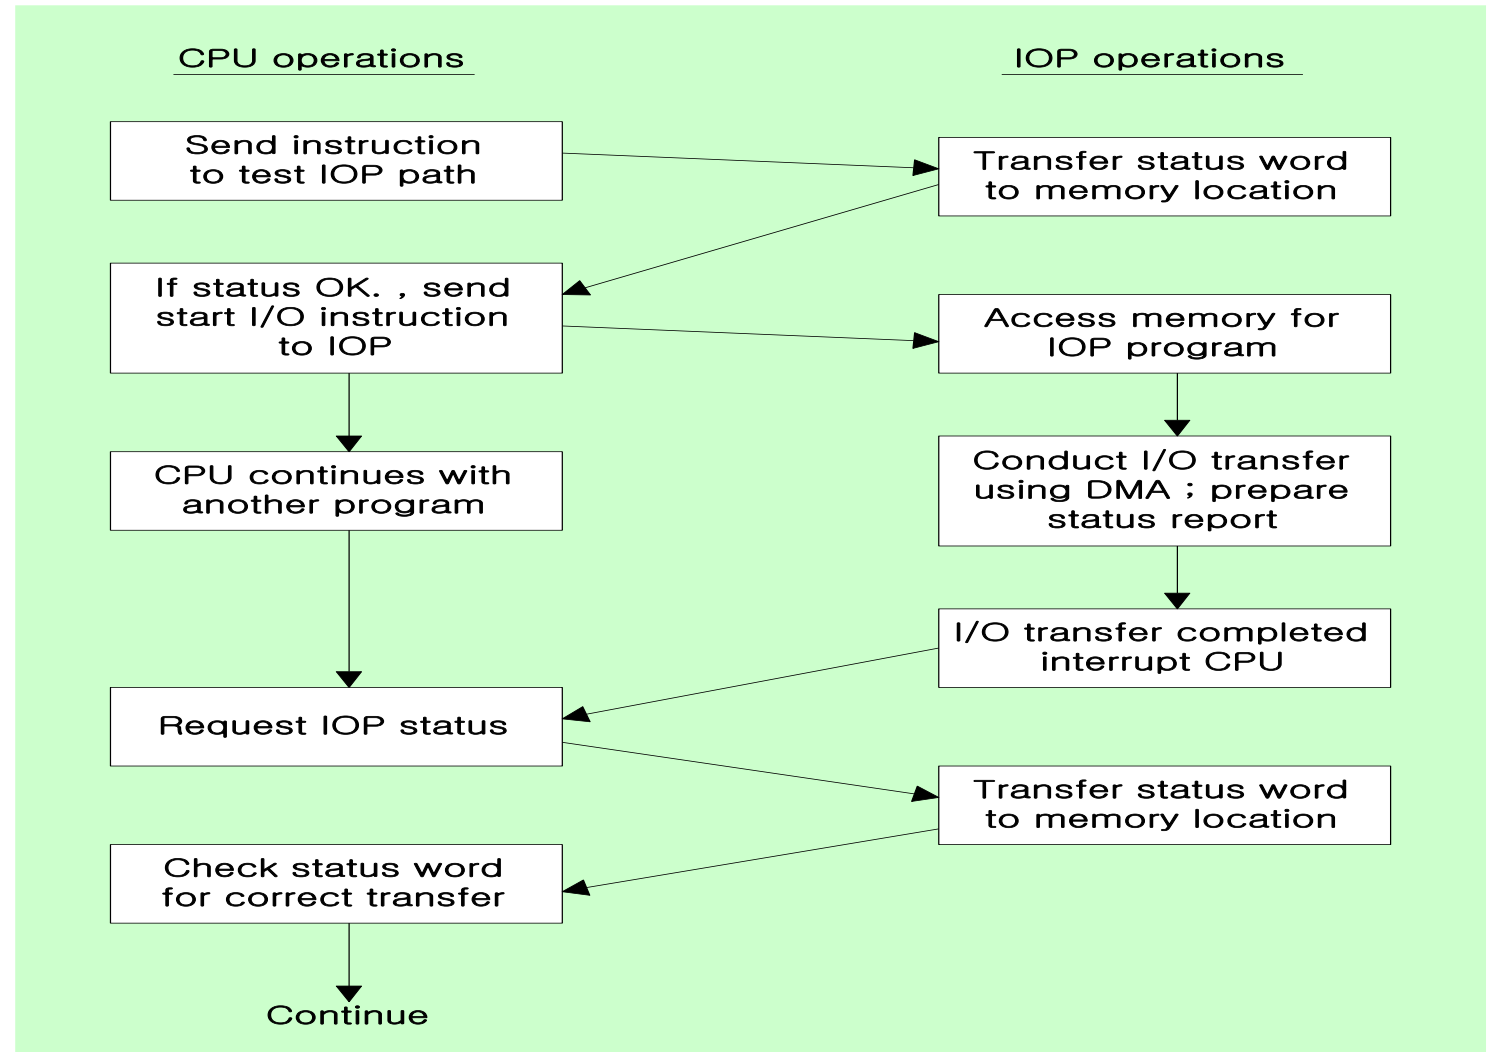 CPU operations
IOP operations
Send instruction
to test IOP path
Transfer status word
to memory location
If status OK. , send
start I/O instruction
to IOP
Access memory for
IOP program
CPU continues with
another program
Conduct I/O transfer
using DMA ; prepare
status report
I/O transfer completed
interrupt CPU
Request IOP status
Transfer status word
to memory location
Check status word
for correct transfer
Continue